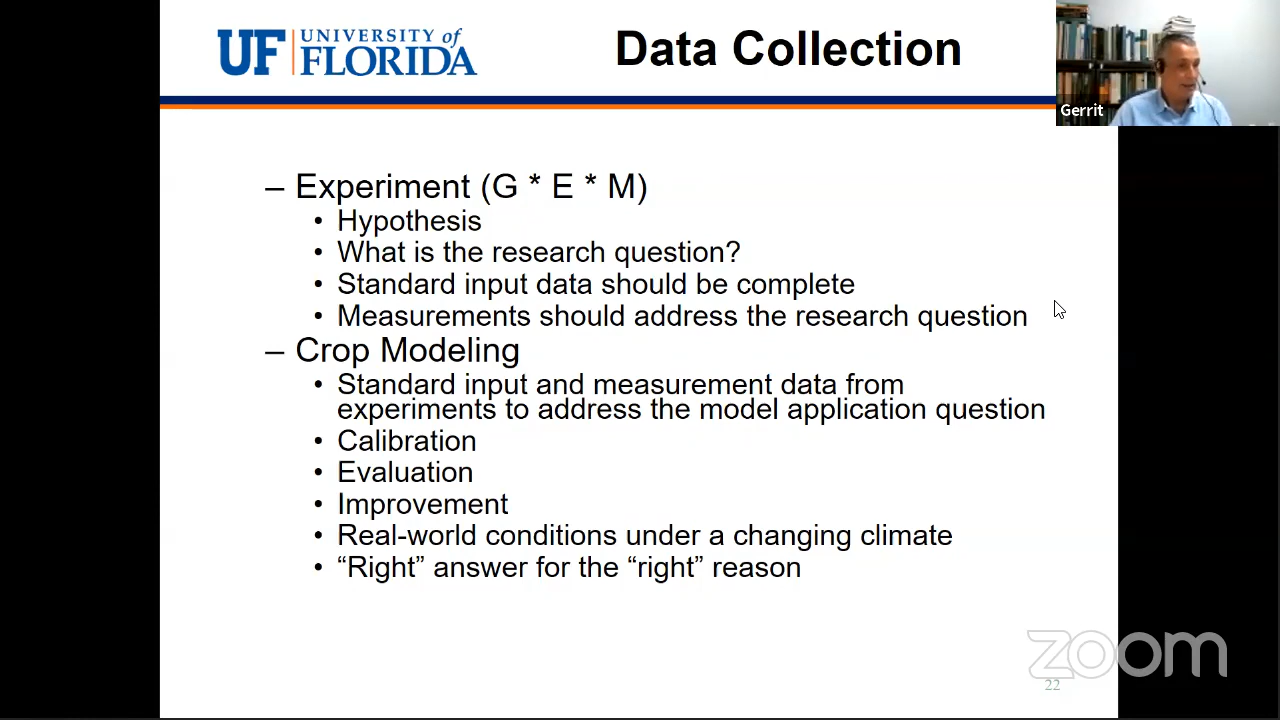 UF UNIVERSITY of
FLORIDA
Data Collection
Gerrit
– Experiment (G * E * M)
• Hypothesis
• What is the research question?
• Standard input data should be complete
• Measurements should address the research question
– Crop Modeling
• Standard input and measurement data from
experiments to address the model application question
• Calibration
• Evaluation
• Improvement
• Real-world conditions under a changing climate
• “Right” answer for the “right” reason
zoom
22